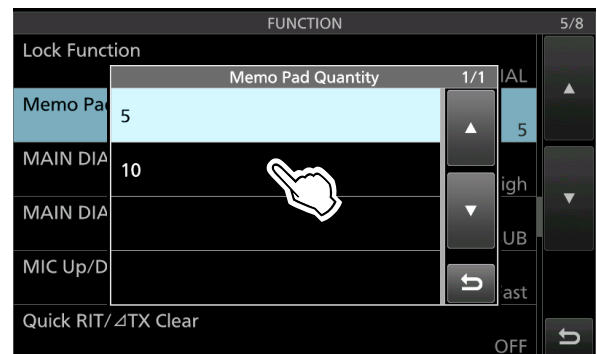 FUNCTION 5/8
Lock Function
IAL
Memo Pad Quantity 1/1
Memo Pa
5
5
MAIN DIA
10
igh
MAIN DIA
UB
MIC Up/D
ast
Quick RIT/⊿TX Clear
OFF